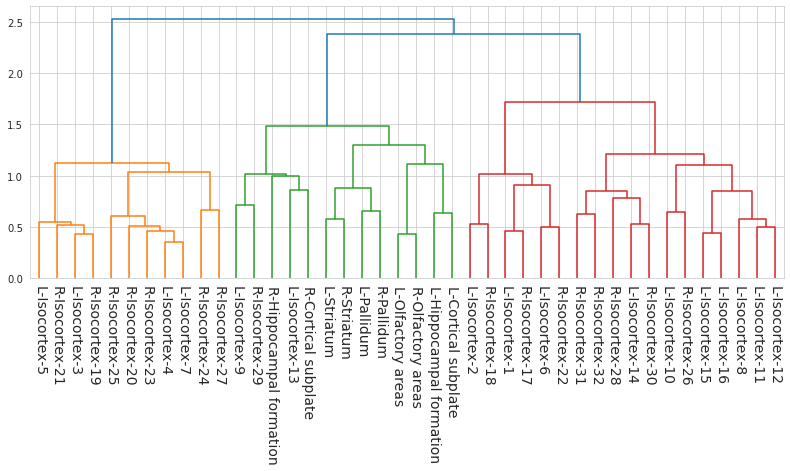 2.5
2.0
1.5
1.0
0.5
0.0
L-Isocortex-5
R-Isocortex-21
L-Isocortex-3
R-Isocortex-19
R-Isocortex-25
R-Isocortex-20
R-Isocortex-23
L-Isocortex-4
L-Isocortex-7
R-Isocortex-24
R-Isocortex-27
L-Isocortex-9
R-Isocortex-29
R-Hippocampal formation
L-Isocortex-13
R-Cortical subplate
L-Striatum
R-Striatum
L-Pallidum
R-Pallidum
L-Olfactory areas
R-Olfactory areas
L-Hippocampal formation
L-Cortical subplate
L-Isocortex-2
R-Isocortex-18
L-Isocortex-1
R-Isocortex-17
L-Isocortex-6
R-Isocortex-22
R-Isocortex-31
R-Isocortex-32
R-Isocortex-28
L-Isocortex-14
R-Isocortex-30
L-Isocortex-10
R-Isocortex-26
L-Isocortex-15
L-Isocortex-16
L-Isocortex-8
L-Isocortex-11
L-Isocortex-12